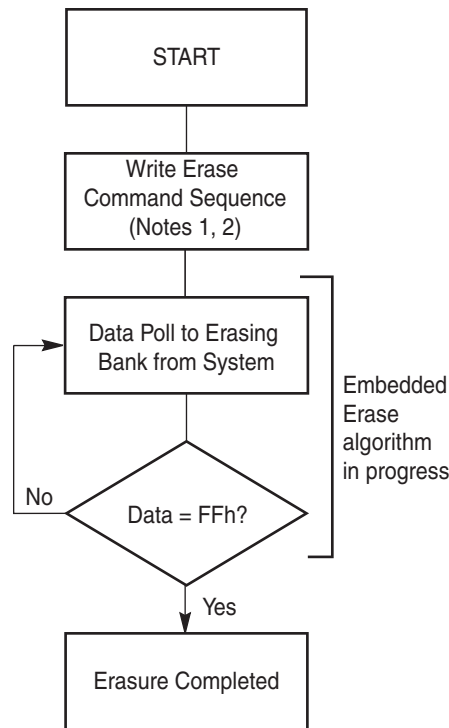 START
Write Erase
Command Sequence
(Notes 1, 2)
Data Poll to Erasing
Bank from System
Embedded
Erase
algorithm
in progress
No
Data = FFh?
Yes
Erasure Completed